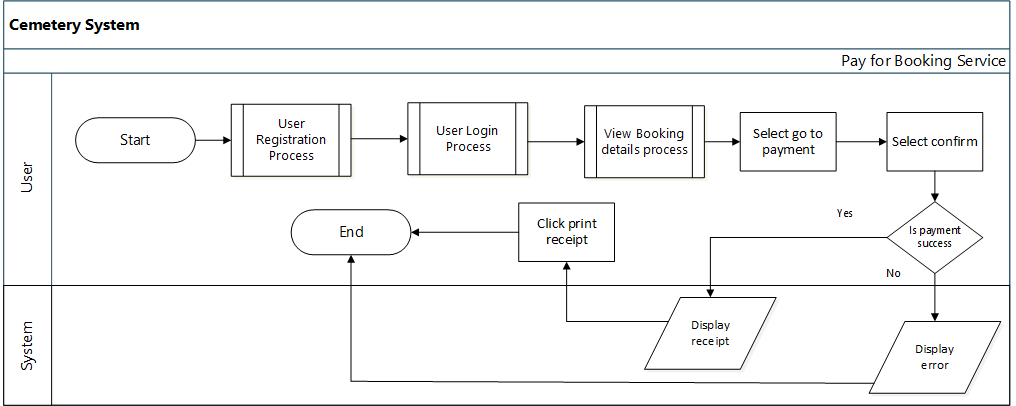 Cemetery System
Pay for Booking Service
User
Start
User
Registration
Process
User Login
Process
View Booking
details process
Select go to
payment
Select confirm
Is payment
success
Yes
No
Click print
receipt
End
System
Display
receipt
Display
error